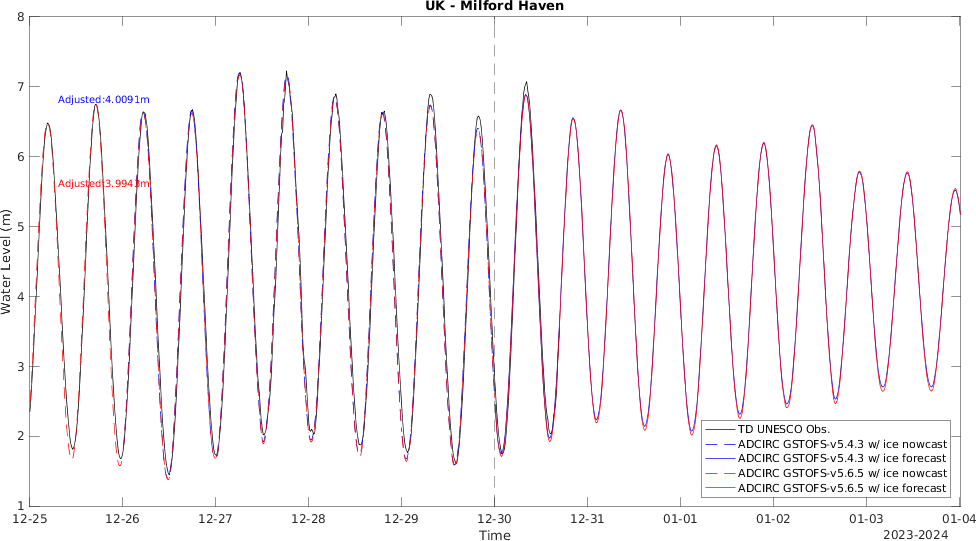 UK - Milford Haven
8
7
6
5
4
3
2
1
Water Level (m)
Adjusted:4.0091m
Adjusted:3.9943m
TD UNESCO Obs.
ADCIRC GSTOFS-v5.4.3 w/ ice nowcast
ADCIRC GSTOFS-v5.4.3 w/ ice forecast
ADCIRC GSTOFS-v5.6.5 w/ ice nowcast
ADCIRC GSTOFS-v5.6.5 w/ ice forecast
12-25 12-26 12-27 12-28 12-29 12-30 12-31 01-01 01-02 01-03 01-04
Time
2023-2024